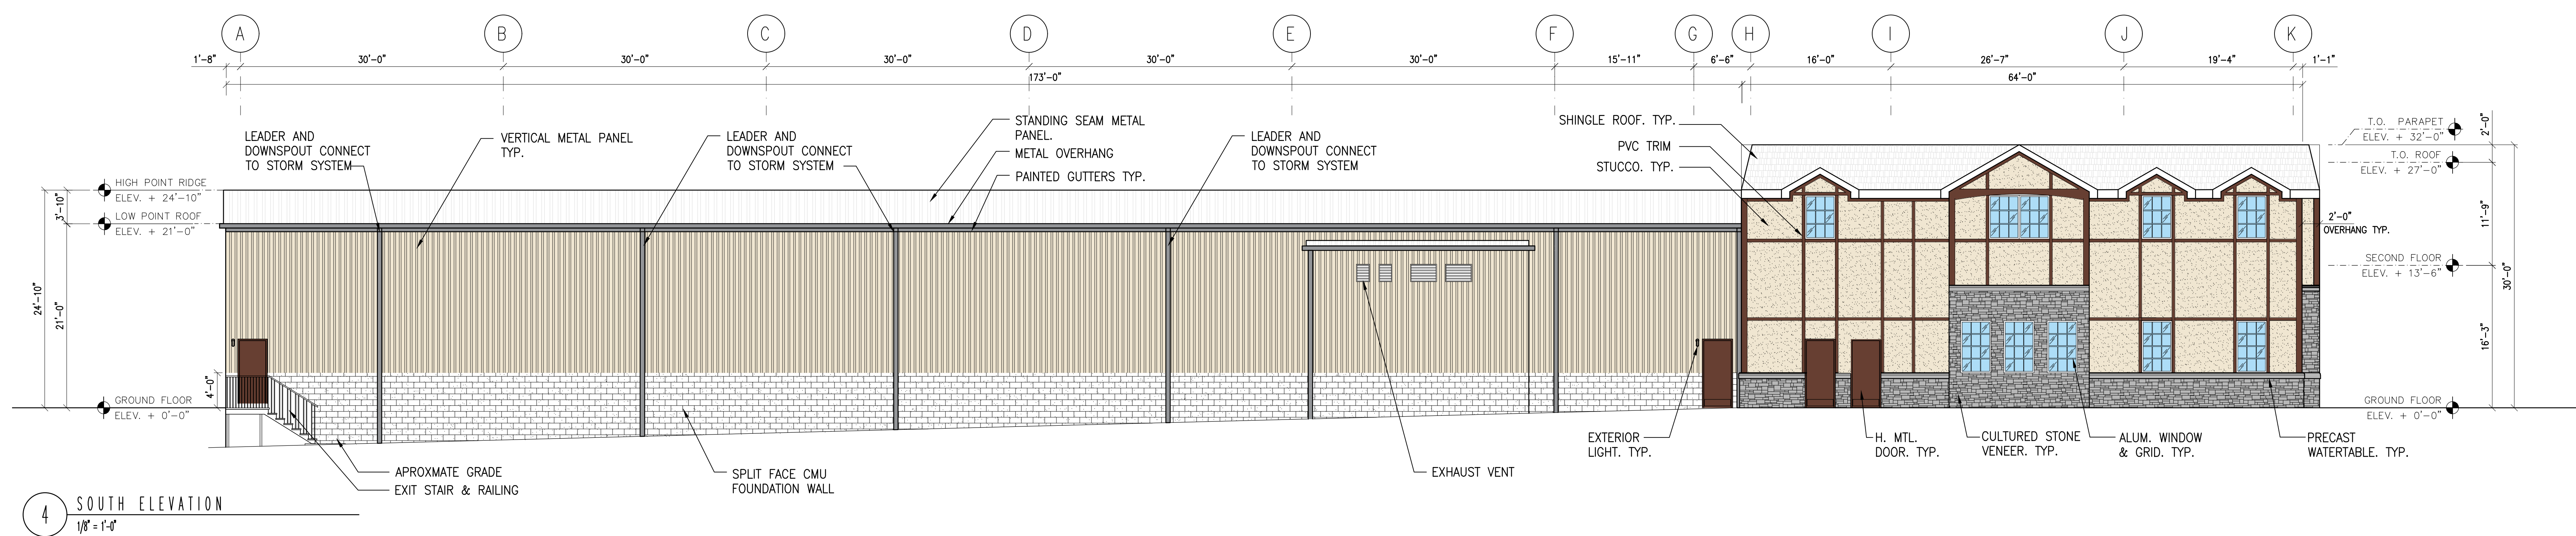 A B C D E F G H I J K
1'-8" 30'-0" 30'-0" 30'-0" 30'-0" 30'-0" 15'-11" 6'-6" 16'-0" 26'-7" 19'-4" 1'-1"
173'-0" 64'-0"
LEADER AND
DOWNSPOUT CONNECT
TO STORM SYSTEM
VERTICAL METAL PANEL
TYP.
LEADER AND
DOWNSPOUT CONNECT
TO STORM SYSTEM
STANDING SEAM METAL
PANEL.
METAL OVERHANG
PAINTED GUTTERS TYP.
LEADER AND
DOWNSPOUT CONNECT
TO STORM SYSTEM
SHINGLE ROOF. TYP.
PVC TRIM
STUCCO. TYP.
T.O. PARAPET
ELEV. + 32'-0"
T.O. ROOF
ELEV. + 27'-0"
2'-0"
HIGH POINT RIDGE
ELEV. + 24'-10"
LOW POINT ROOF
ELEV. + 21'-0"
3'-10"
24'-10"
21'-0"
4'-0"
GROUND FLOOR
ELEV. + 0'-0"
2'-0"
OVERHANG TYP.
11'-9"
SECOND FLOOR
ELEV. + 13'-6"
30'-0"
16'-3"
GROUND FLOOR
ELEV. + 0'-0"
APROXMATE GRADE
EXIT STAIR & RAILING
SPLIT FACE CMU
FOUNDATION WALL
EXHAUST VENT
EXTERIOR
LIGHT. TYP.
H. MTL.
DOOR. TYP.
CULTURED STONE
VENEER. TYP.
ALUM. WINDOW
& GRID. TYP.
PRECAST
WATERTABLE. TYP.
4 SOUTH ELEVATION
1/8" = 1'-0"